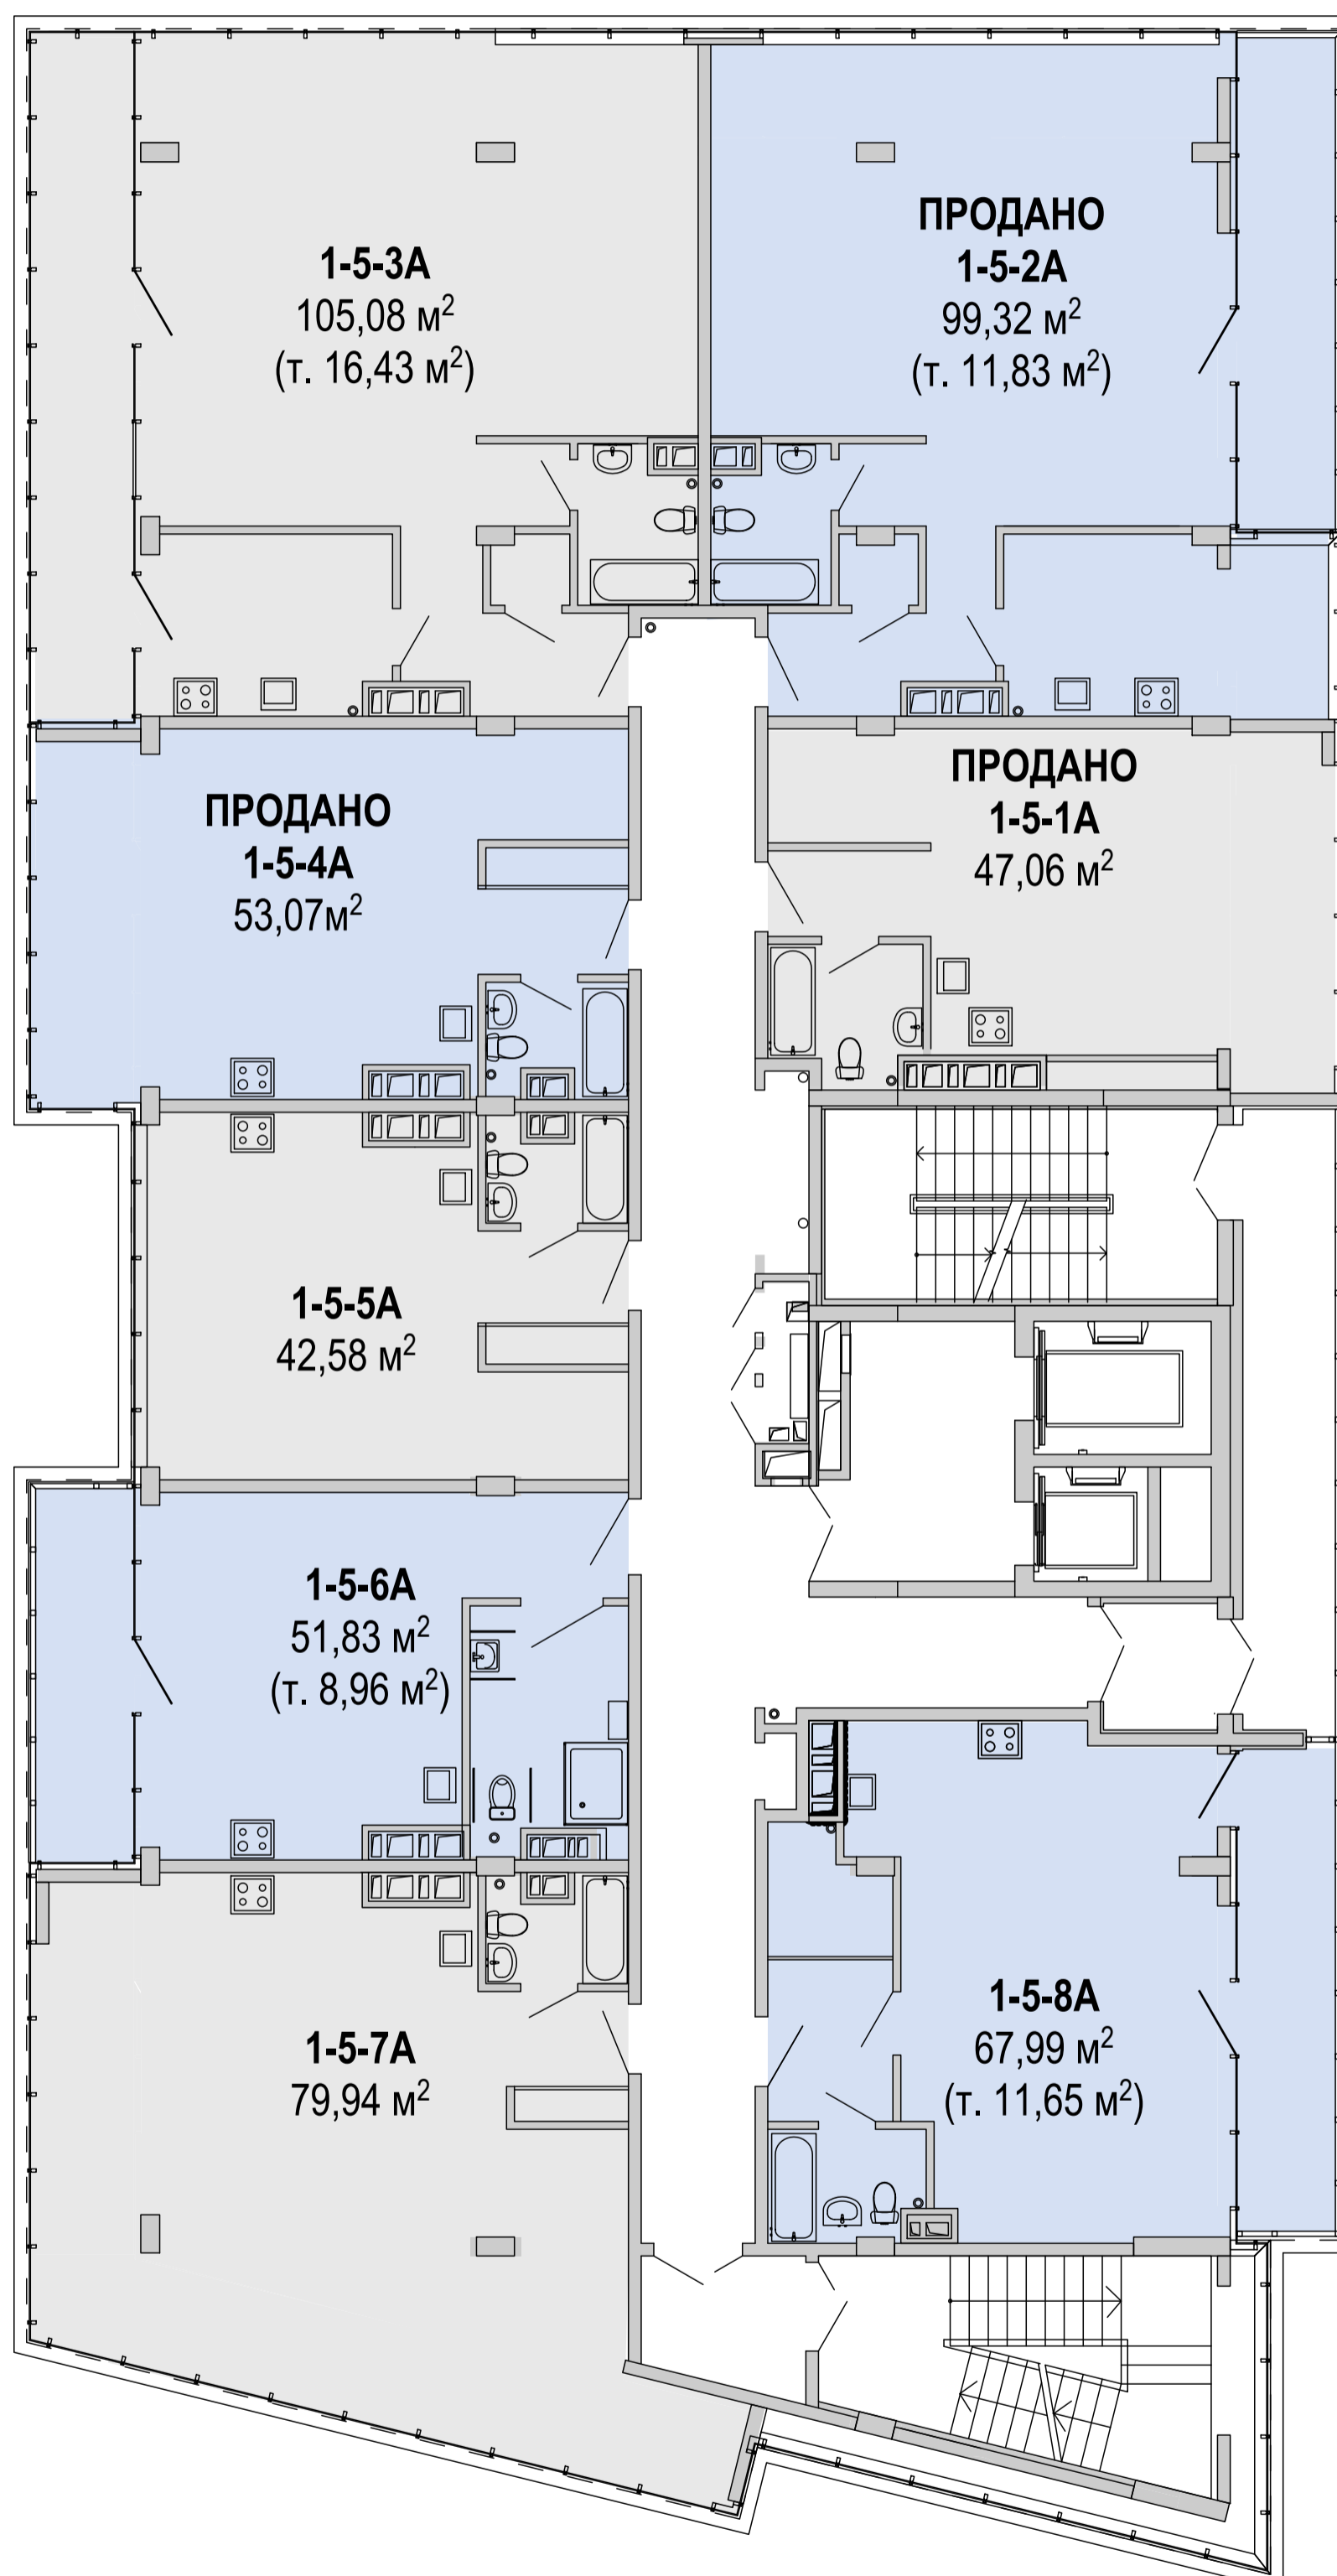 1-5-3А
105,08 м²
(т. 16,43 м²)
ПРОДАНО
1-5-2А
99,32 м²
(т. 11,83 м²)
ПРОДАНО
1-5-4А
53,07м²
ПРОДАНО
1-5-1А
47,06 м²
1-5-5А
42,58 м²
1-5-6А
51,83 м²
(т. 8,96 м²)
1-5-7А
79,94 м²
1-5-8А
67,99 м²
(т. 11,65 м²)